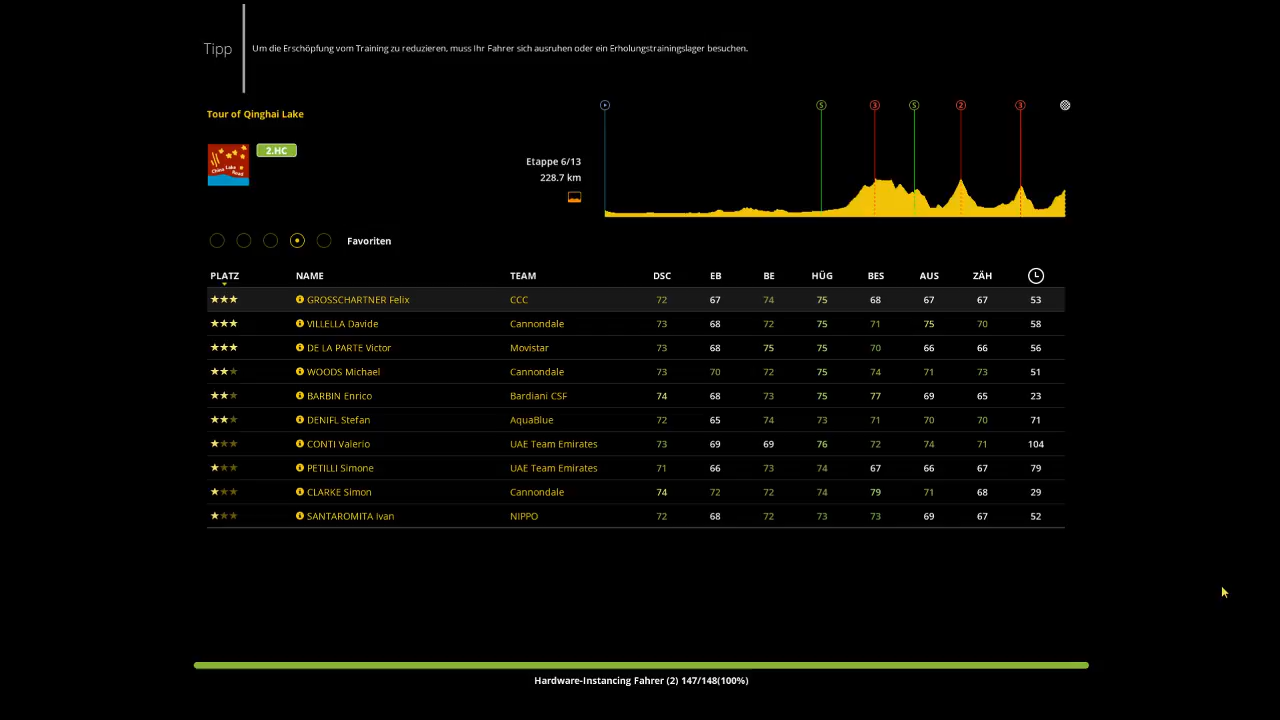 Tipp
Um die Erschöpfung vom Training zu reduzieren, muss Ihr Fahrer sich ausruhen oder ein Erholungstrainingslager besuchen.
Tour of Qinghai Lake
China Lake Road
2.HC
Etappe 6/13
228.7 km
S 3 S 2 3
Favoriten
PLATZ NAME TEAM DSC EB BE HÜG BES AUS ZÄH
GROSSCHARTNER Felix CCC 72 67 74 75 68 67 67 53
VILLELLA Davide Cannondale 73 68 72 75 71 75 70 58
DE LA PARTE Victor Movistar 73 68 75 75 70 66 66 56
WOODS Michael Cannondale 73 70 72 75 74 71 73 51
BARBIN Enrico Bardiani CSF 74 68 73 75 77 69 65 23
DENIFL Stefan AquaBlue 72 65 74 73 71 70 70 71
CONTI Valerio UAE Team Emirates 73 69 69 76 72 74 71 104
PETILLI Simone UAE Team Emirates 71 66 73 74 67 66 67 79
CLARKE Simon Cannondale 74 72 72 74 79 71 68 29
SANTAROMITA Ivan NIPPO 72 68 72 73 73 69 67 52
Hardware-Instancing Fahrer (2) 147/148(100%)